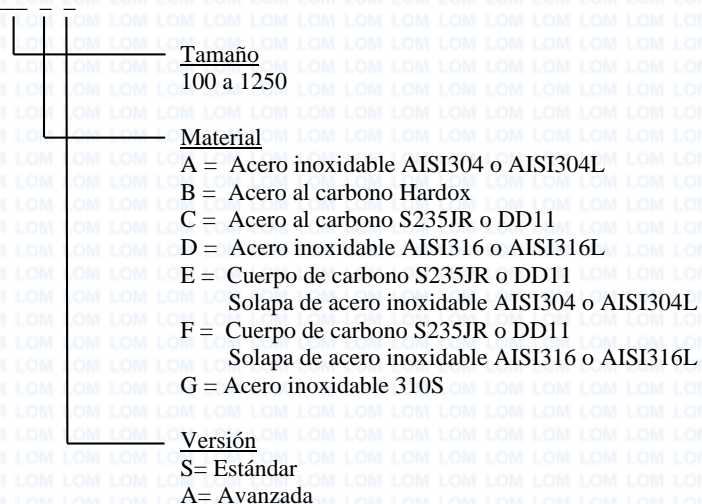 Tamaño
100 a 1250
Material
A = Acero inoxidable AISI304 o AISI304L
B = Acero al carbono Hardox
C = Acero al carbono S235JR o DD11
D = Acero inoxidable AISI316 o AISI316L
E = Cuerpo de carbono S235JR o DD11
Solapa de acero inoxidable AISI304 o AISI304L
F = Cuerpo de carbono S235JR o DD11
Solapa de acero inoxidable AISI316 o AISI316L
G = Acero inoxidable 310S
Versión
S= Estándar
A= Avanzada